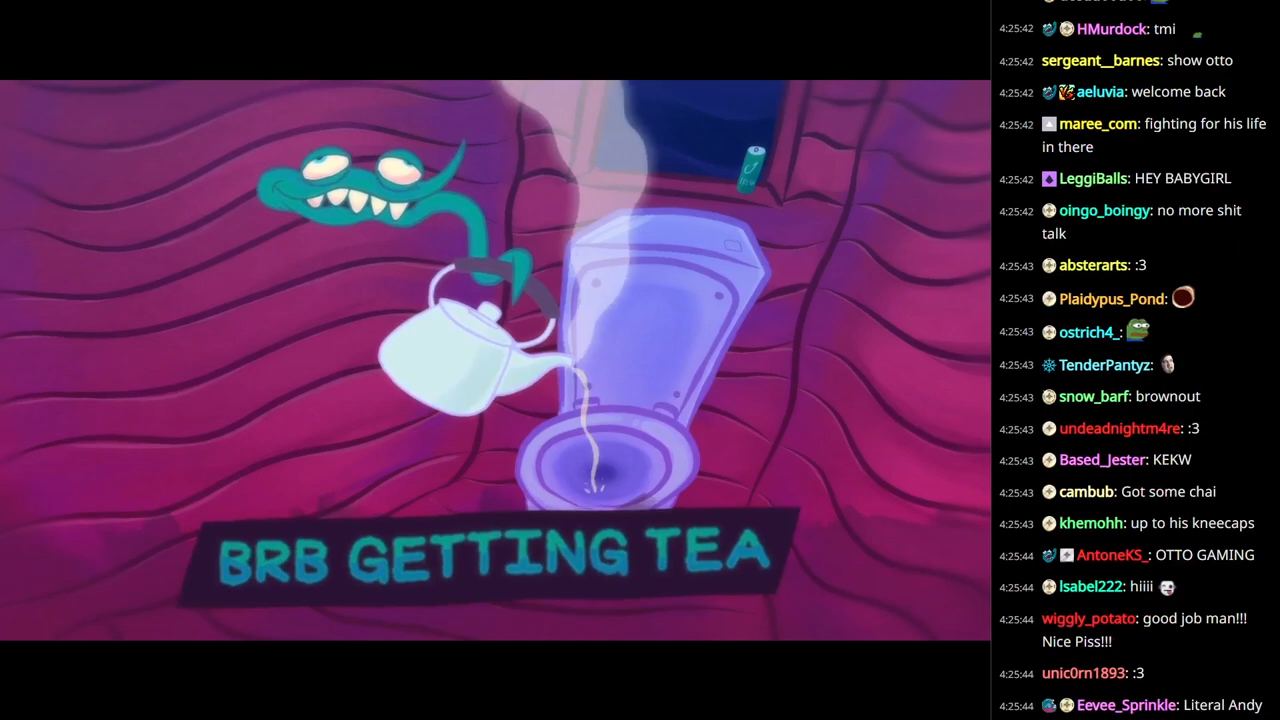 4:25:42 HMurdock: tmi
4:25:42 sergeant__barnes: show otto
4:25:42 aeluvia: welcome back
4:25:42 maree_com: fighting for his life
in there
4:25:42 LeggiBalls: HEY BABYGIRL
4:25:42 oingo_boingy: no more shit
talk
4:25:43 absterarts: :3
4:25:43 Plaidypus_Pond:
4:25:43 ostrich4_:
4:25:43 TenderPantyz:
4:25:43 snow_barf: brownout
4:25:43 undeadnightm4re: :3
4:25:43 Based_Jester: KEKW
4:25:43 cambub: Got some chai
4:25:43 khemohh: up to his kneecaps
4:25:44 AntoneKS_: OTTO GAMING
4:25:44 lsabel222: hiiii
4:25:44 wiggly_potato: good job man!!!
Nice Piss!!!
4:25:44 unic0rn1893: :3
4:25:44 Eevee_Sprinkle: Literal Andy
BRB GETTING TEA